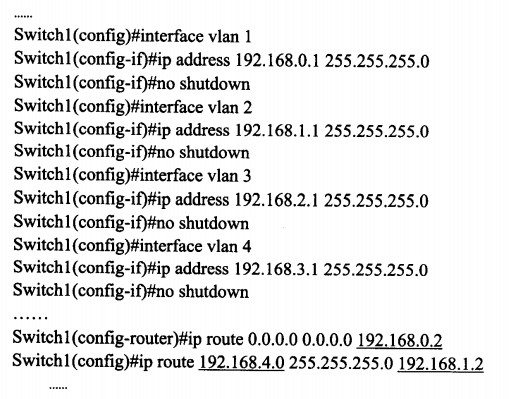 ......
Switch1(config)#interface vlan 1
Switch1(config-if)#ip address 192.168.0.1 255.255.255.0
Switch1(config-if)#no shutdown
Switch1(config)#interface vlan 2
Switch1(config-if)#ip address 192.168.1.1 255.255.255.0
Switch1(config-if)#no shutdown
Switch1(config)#interface vlan 3
Switch1(config-if)#ip address 192.168.2.1 255.255.255.0
Switch1(config-if)#no shutdown
Switch1(config)#interface vlan 4
Switch1(config-if)#ip address 192.168.3.1 255.255.255.0
Switch1(config-if)#no shutdown
......
Switch1(config-router)#ip route 0.0.0.0 0.0.0.0 192.168.0.2
Switch1(config)#ip route 192.168.4.0 255.255.255.0 192.168.1.2
......